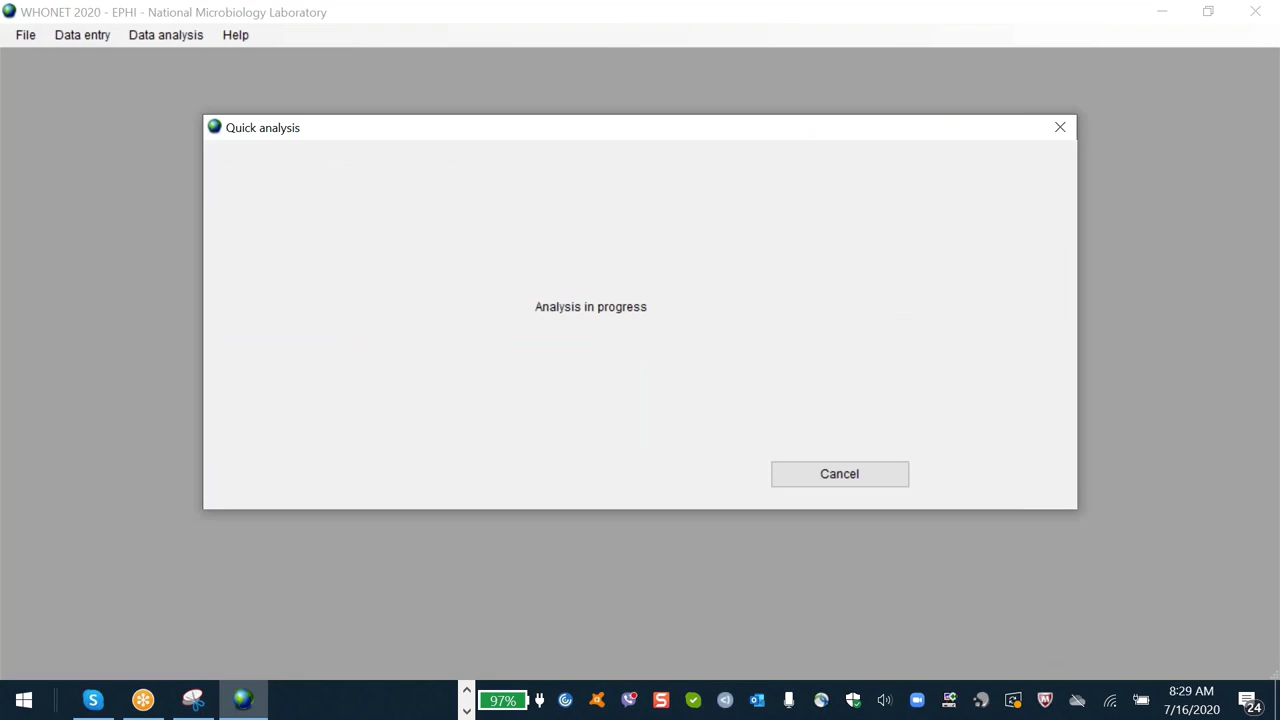 WHONET 2020 - EPHI - National Microbiology Laboratory
File Data entry Data analysis Help
Quick analysis
Analysis in progress
Cancel
97%
8:29 AM
7/16/2020
24